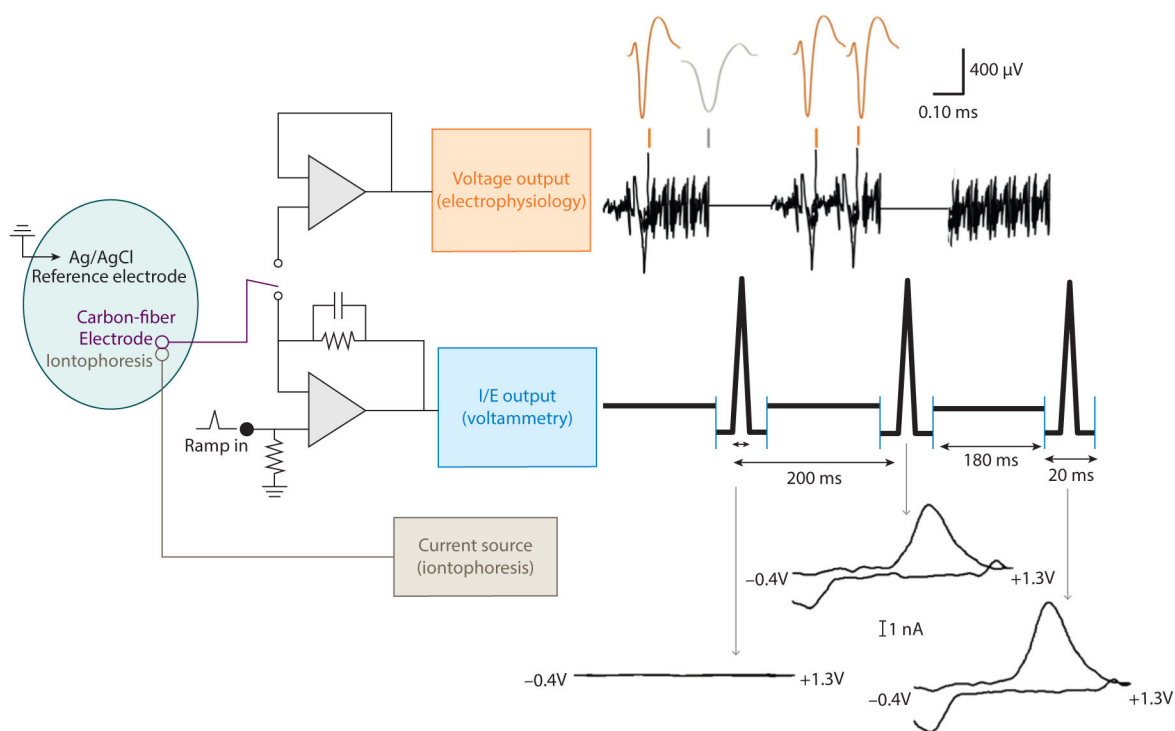 400 μV
0.10 ms
Voltage output
(electrophysiology)
Ag/AgCl
Reference electrode
Carbon-fiber
Electrode
Iontophoresis
I/E output
(voltammetry)
Ramp in
200 ms
180 ms
20 ms
Current source
(iontophoresis)
–0.4V
+1.3V
1 nA
–0.4V
+1.3V
–0.4V
+1.3V